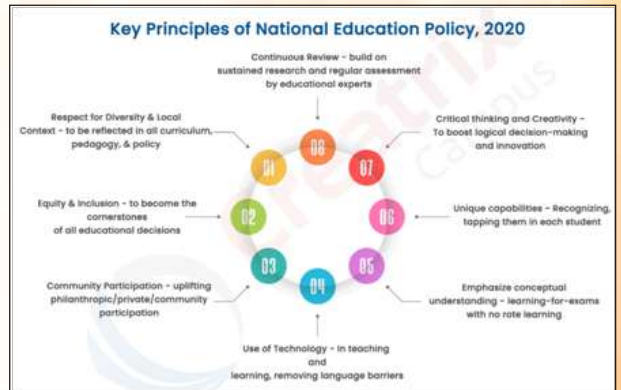 Key Principles of National Education Policy, 2020
Continuous Review - build on
sustained research and regular assessment
by educational experts
Respect for Diversity & Local
Context - to be reflected in all curriculum,
pedagogy, & policy
Critical thinking and Creativity -
To boost logical decision-making
and innovation
08
01
07
Equity & Inclusion - to become the
cornerstones
of all educational decisions
02
06
Unique capabilities - Recognizing,
tapping them in each student
Community Participation - uplifting
philanthropic/private/community
participation
03
05
04
Emphasize conceptual
understanding - learning-for-exams
with no rote learning
Use of Technology - In teaching
and
learning, removing language barriers
Creatrix
Campus